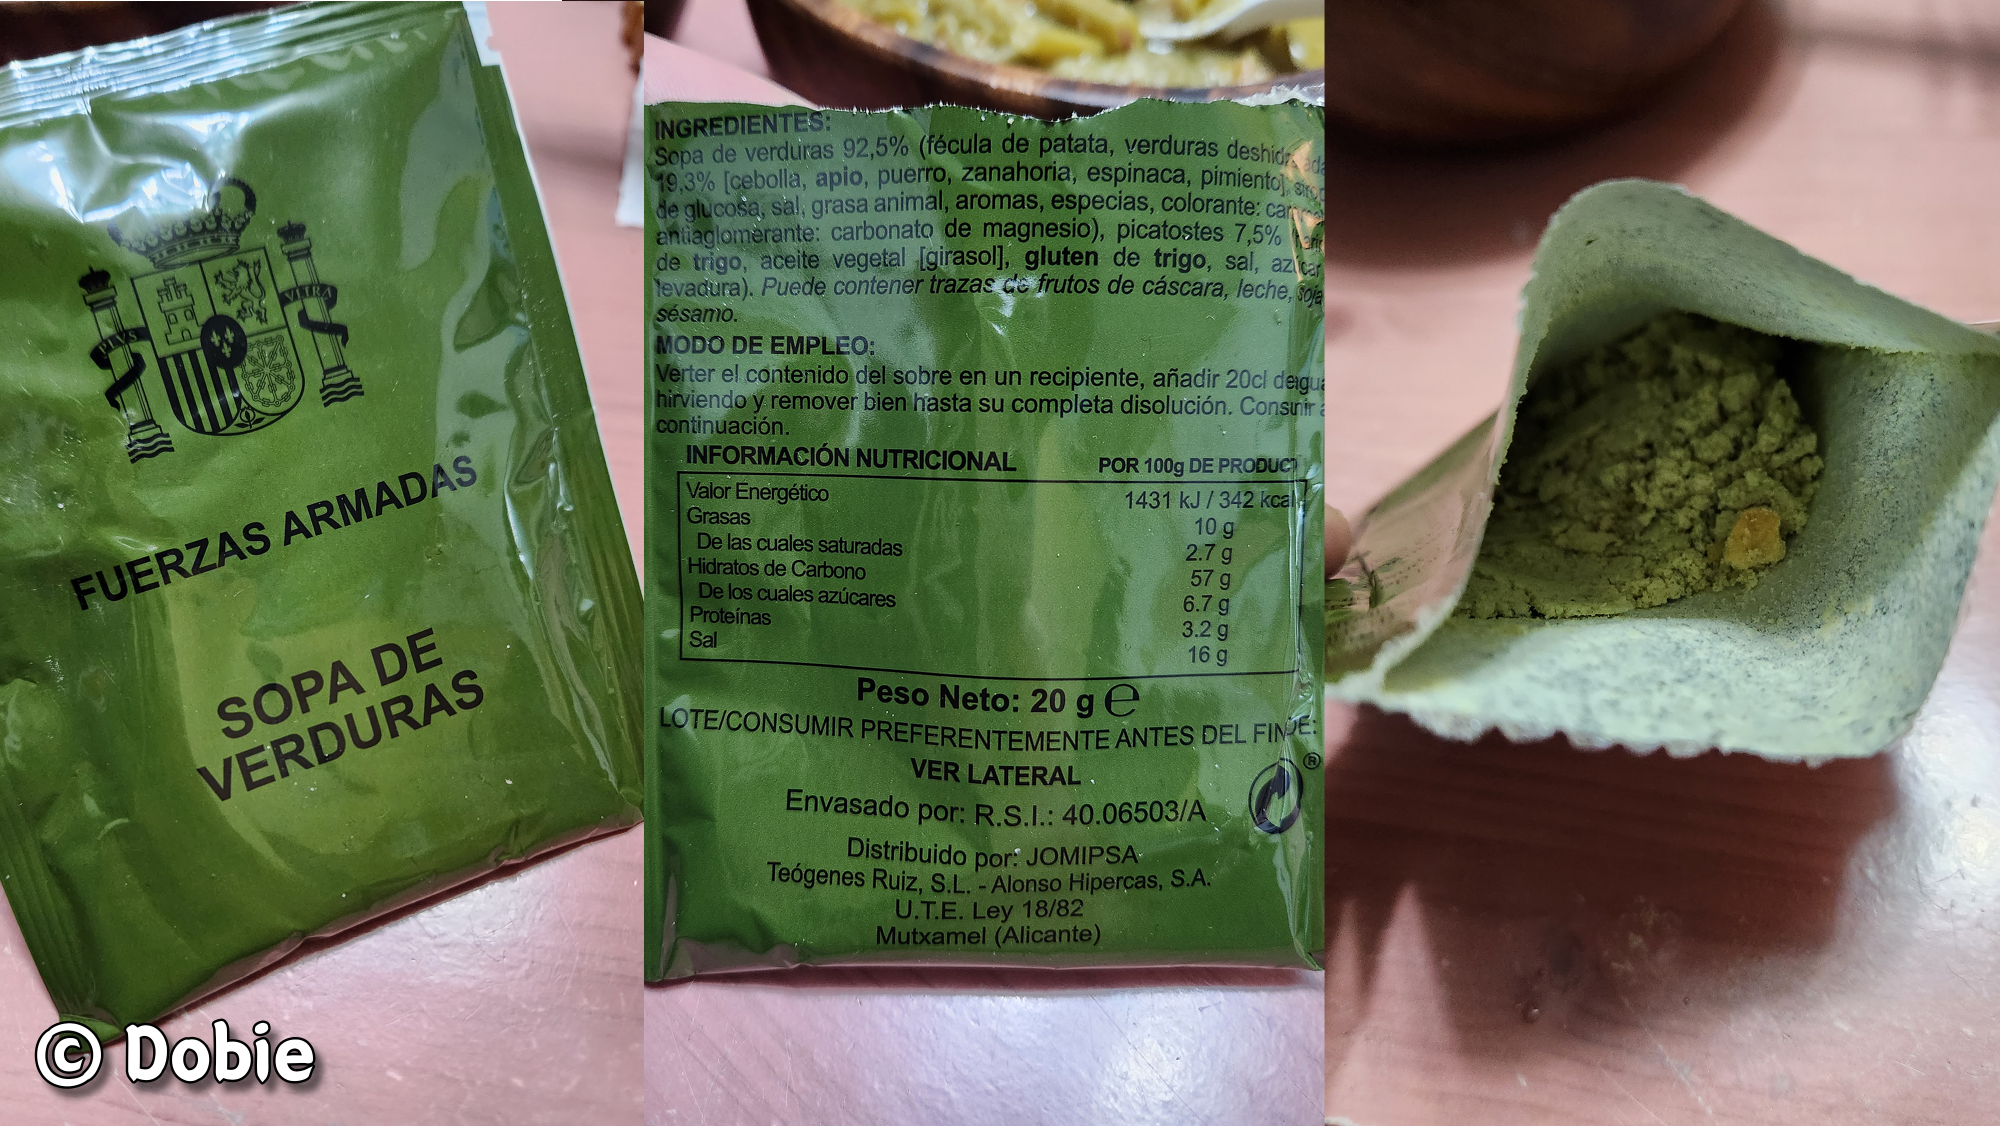 PLVS
VLTRA
FUERZAS ARMADAS
SOPA DE
VERDURAS
© Dobie
INGREDIENTES:
Sopa de verduras 92,5% (fécula de patata, verduras
19,3% [cebolla, apio, puerro, zanahoria, espinaca, pimiento],
de glucosa, sal, grasa animal, aromas, especias, colorante:
antiaglomerante: carbonato de magnesio), picatostes 7,5%
de trigo, aceite vegetal [girasol], gluten de trigo, sal, azúcar
levadura). Puede contener trazas de frutos de cáscara, leche, soja
sésamo.
MODO DE EMPLEO:
Verter el contenido del sobre en un recipiente, añadir 20cl de agua
hirviendo y remover bien hasta su completa disolución. Consumir a
continuación.
INFORMACIÓN NUTRICIONAL POR 100g DE
Valor Energético 1431 kJ / 342 kcal
Grasas 10 g
De las cuales saturadas 2.7 g
Hidratos de Carbono 57 g
De los cuales azúcares 6.7 g
Proteínas 3.2 g
Sal 16 g
Peso Neto: 20 g ℮
LOTE/CONSUMIR PREFERENTEMENTE ANTES DEL FIN DE:
VER LATERAL
®
Envasado por: R.S.I.: 40.06503/A
Distribuido por: JOMIPSA
Teógenes Ruiz, S.L. - Alonso Hipercas, S.A.
U.T.E. Ley 18/82
Mutxamel (Alicante)